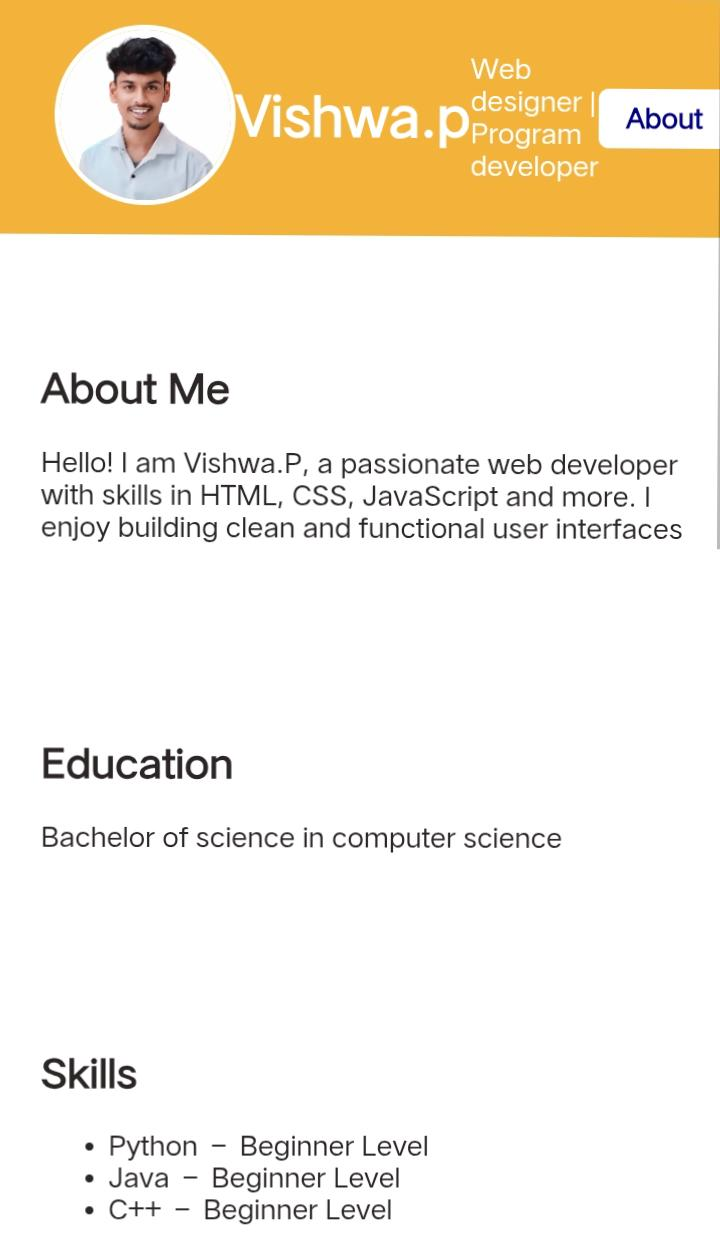 Vishwa.p
Web
designer |
Program
developer
About
About Me
Hello! I am Vishwa.P, a passionate web developer
with skills in HTML, CSS, JavaScript and more. I
enjoy building clean and functional user interfaces
Education
Bachelor of science in computer science
Skills
• Python – Beginner Level
• Java – Beginner Level
• C++ – Beginner Level